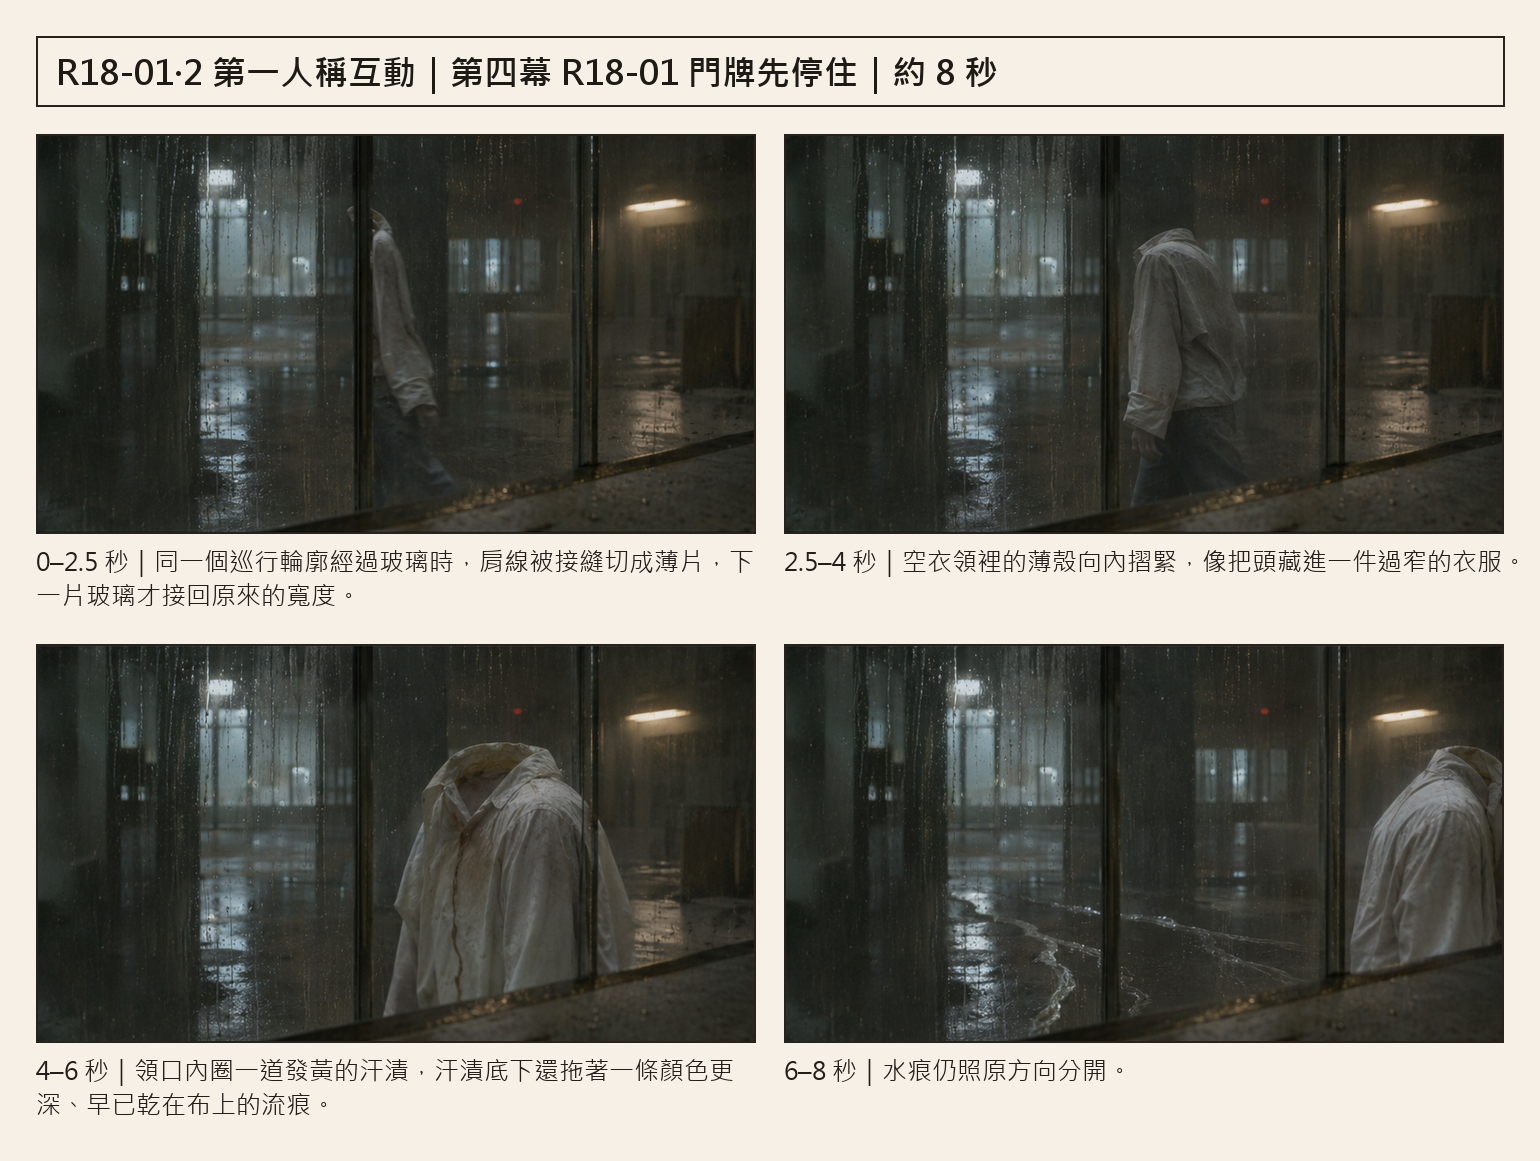 R18-01·2 第一人稱互動｜第四幕 R18-01 門牌先停住｜約 8 秒
0–2.5 秒｜同一個巡行輪廓經過玻璃時，肩線被接縫切成薄片，下
一片玻璃才接回原來的寬度。
2.5–4 秒｜空衣領裡的薄殼向內摺緊，像把頭藏進一件過窄的衣服。
4–6 秒｜領口內圈一道發黃的汗漬，汗漬底下還拖著一條顏色更
深、早已乾在布上的流痕。
6–8 秒｜水痕仍照原方向分開。